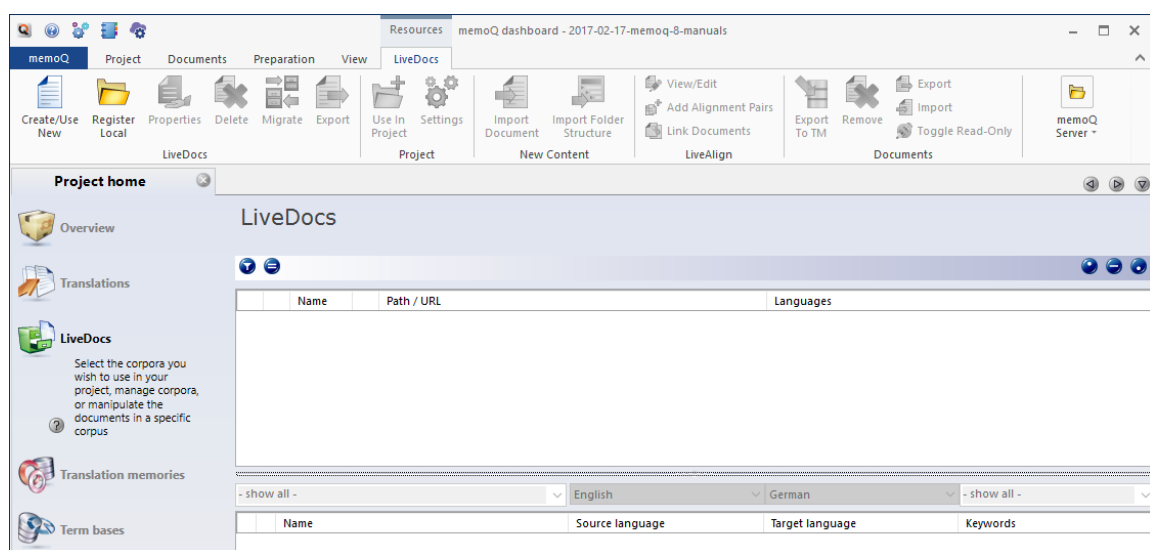 Resources memoQ dashboard - 2017-02-17-memoq-8-manuals
memoQ Project Documents Preparation View LiveDocs
Create/Use New
Register Local
Properties
Delete
Migrate
Export
LiveDocs
Use In Project
Settings
Project
Import Document
Import Folder Structure
New Content
View/Edit
Add Alignment Pairs
Link Documents
LiveAlign
Export To TM
Remove
Export
Import
Toggle Read-Only
Documents
memoQ Server
Project home
Overview
Translations
LiveDocs
Select the corpora you
wish to use in your
project, manage corpora,
or manipulate the
documents in a specific
corpus
Translation memories
Term bases
LiveDocs
Name Path / URL Languages
- show all - English German - show all -
Name Source language Target language Keywords